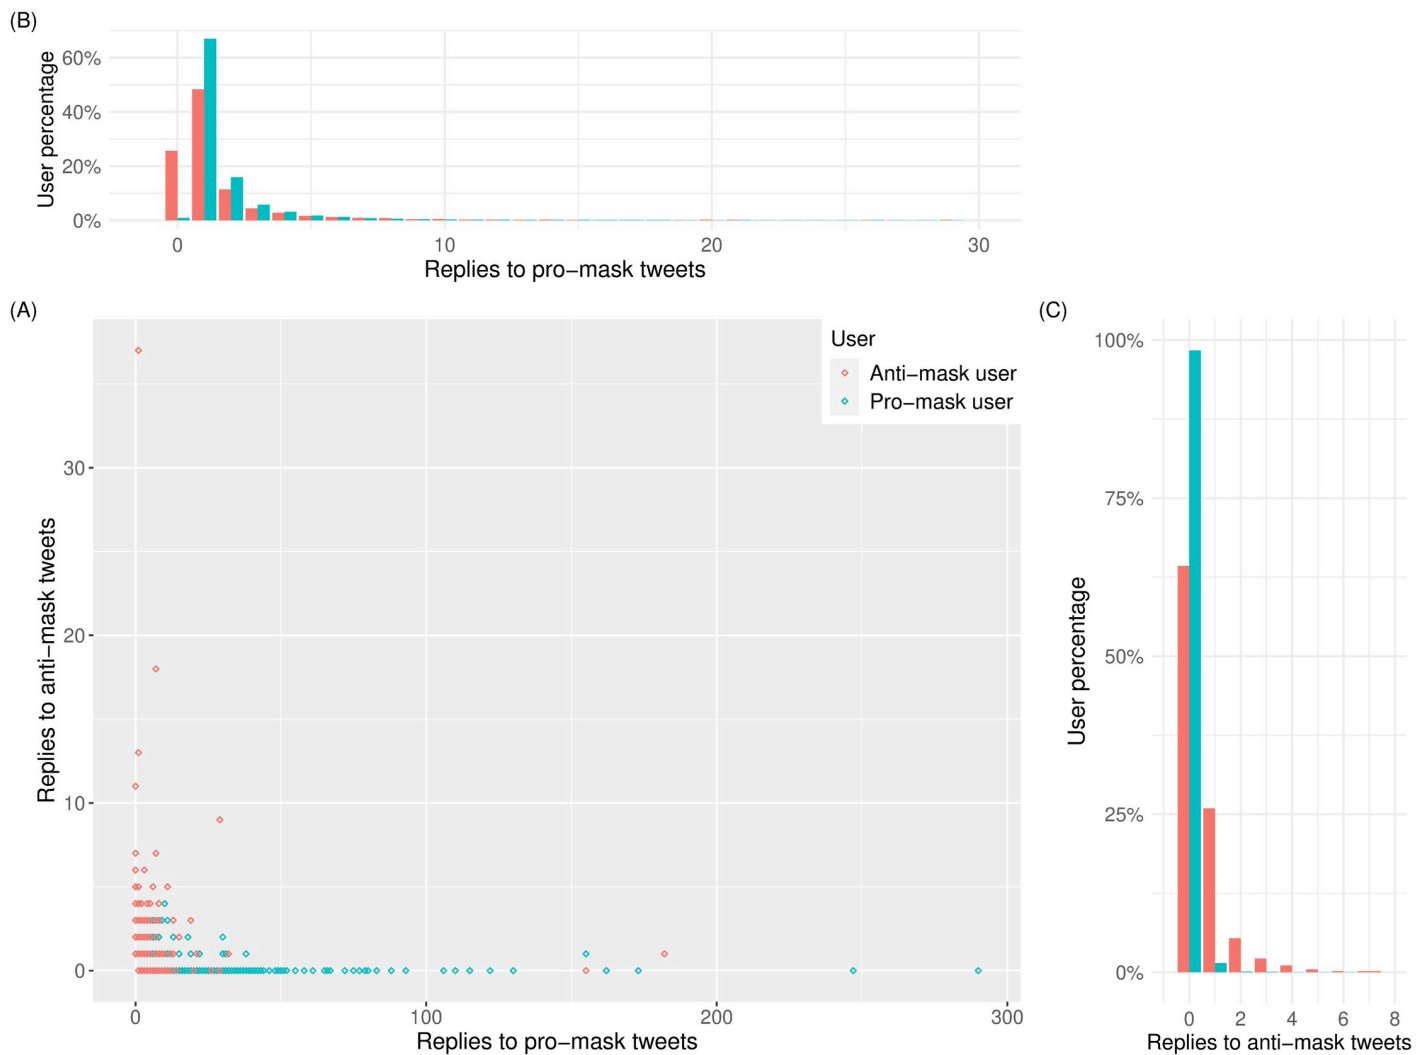 (B)
User percentage
60%
40%
20%
0%
0 10 20 30
Replies to pro−mask tweets
(A)
User
Anti−mask user
Pro−mask user
Replies to anti−mask tweets
30
20
10
0
0 100 200 300
Replies to pro−mask tweets
(C)
User percentage
100%
75%
50%
25%
0%
0 2 4 6 8
Replies to anti−mask tweets